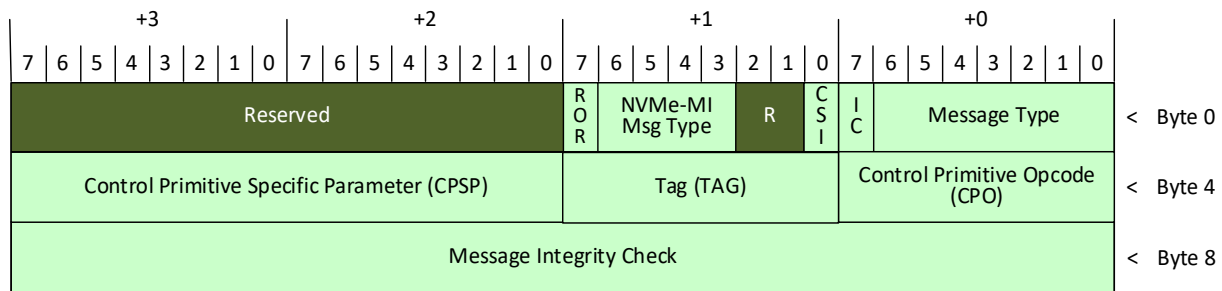 +3 +2 +1 +0
7 6 5 4 3 2 1 0 7 6 5 4 3 2 1 0 7 6 5 4 3 2 1 0 7 6 5 4 3 2 1 0
Reserved
ROR
NVMe-MI
Msg Type
R
CSI
IC
Message Type
< Byte 0
Control Primitive Specific Parameter (CPSP)
Tag (TAG)
Control Primitive Opcode
(CPO)
< Byte 4
Message Integrity Check
< Byte 8